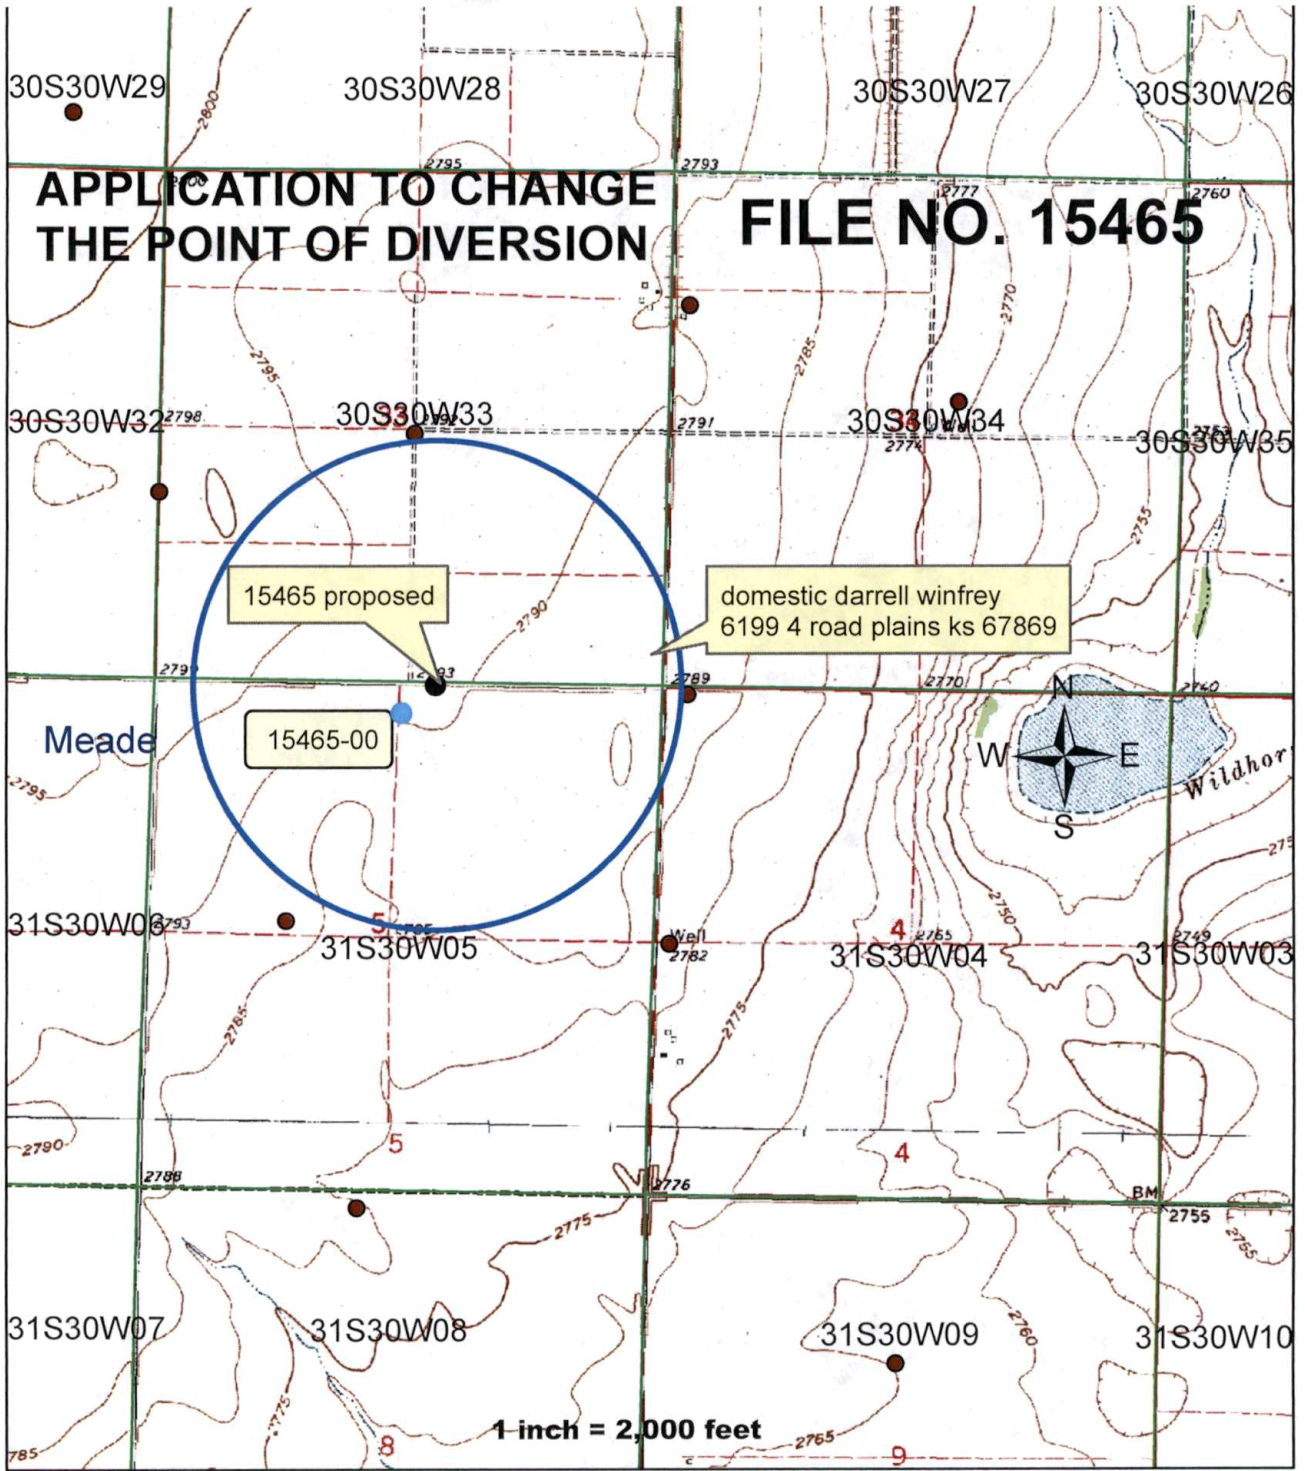 30S30W29
30S30W28
30S30W27
30S30W26
2800
2795
2793
2777
2760
APPLICATION TO CHANGE
THE POINT OF DIVERSION
FILE NO. 15465
2795
2785
2770
30S30W32
2798
30S30W33
2791
30S30W34
2774
30S30W35
2755
15465 proposed
2790
domestic darrell winfrey
6199 4 road plains ks 67869
2789
2770
2740
N
Meade
15465-00
W
E
S
Wildhor
2795
2750
275
31S30W06
2793
5
31S30W05
Well
2782
4
2765
31S30W04
2749
31S30W03
2785
2775
2790
5
4
2788
2776
BM
2755
2775
2755
31S30W07
31S30W08
31S30W09
2760
31S30W10
2775
1 inch = 2,000 feet
785
8
2765
9